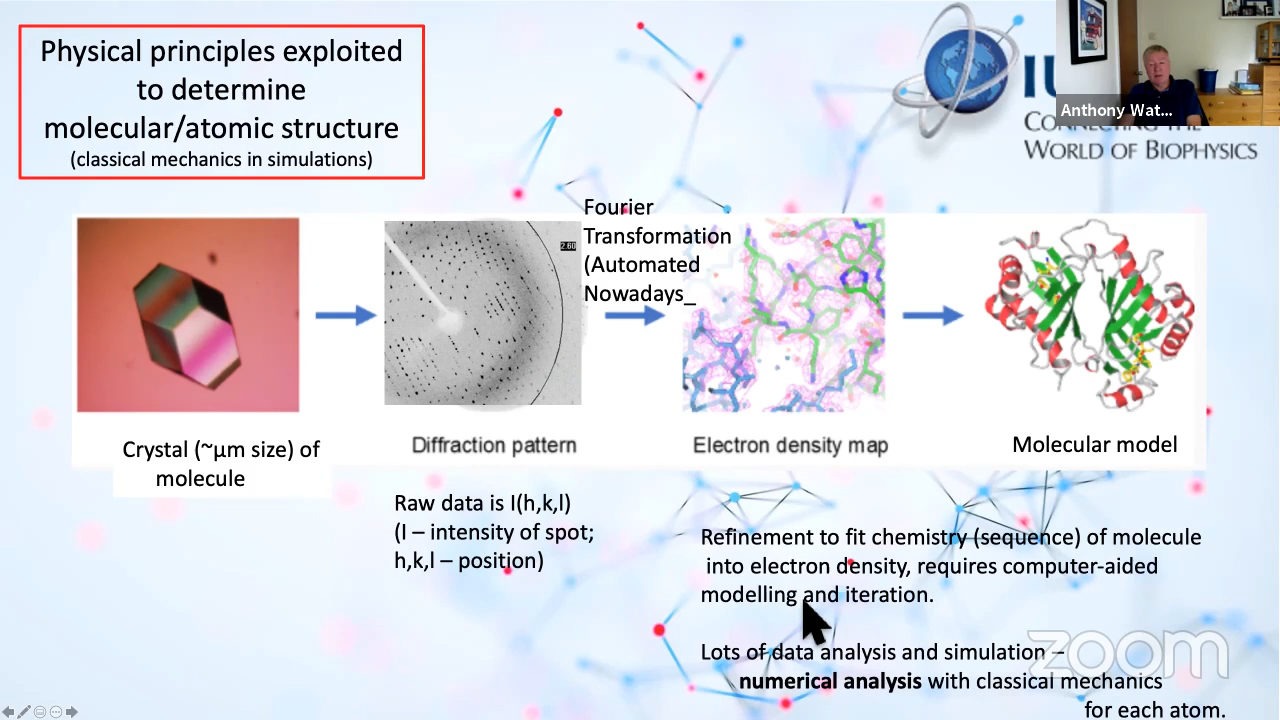 Physical principles exploited
to determine
molecular/atomic structure
(classical mechanics in simulations)
Anthony Wat...
CONNECTING THE
WORLD OF BIOPHYSICS
2.60
Fourier
Transformation
(Automated
Nowadays_
Crystal (~µm size) of
molecule
Diffraction pattern
Electron density map
Molecular model
Raw data is I(h,k,l)
(I – intensity of spot;
h,k,l – position)
Refinement to fit chemistry (sequence) of molecule
into electron density, requires computer-aided
modelling and iteration.
Lots of data analysis and simulation –
numerical analysis with classical mechanics
for each atom.
zoom